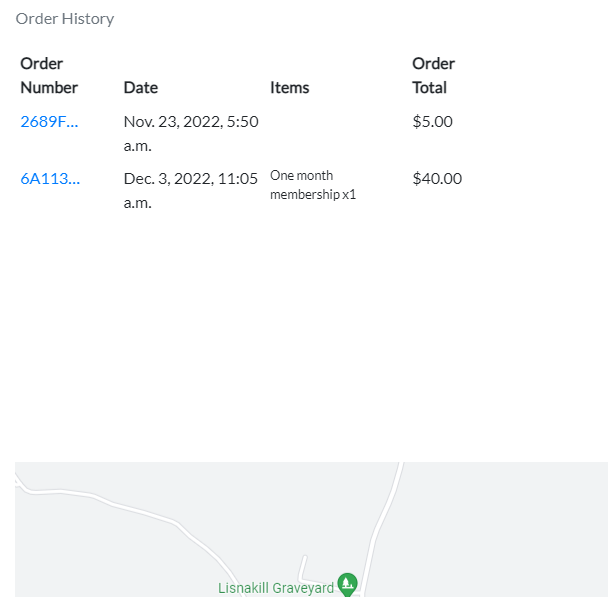 Order History
Order Number Date Items Order Total
2689F... Nov. 23, 2022, 5:50 a.m. $5.00
6A113... Dec. 3, 2022, 11:05 a.m. One month membership x1 $40.00
Lisnakill Graveyard